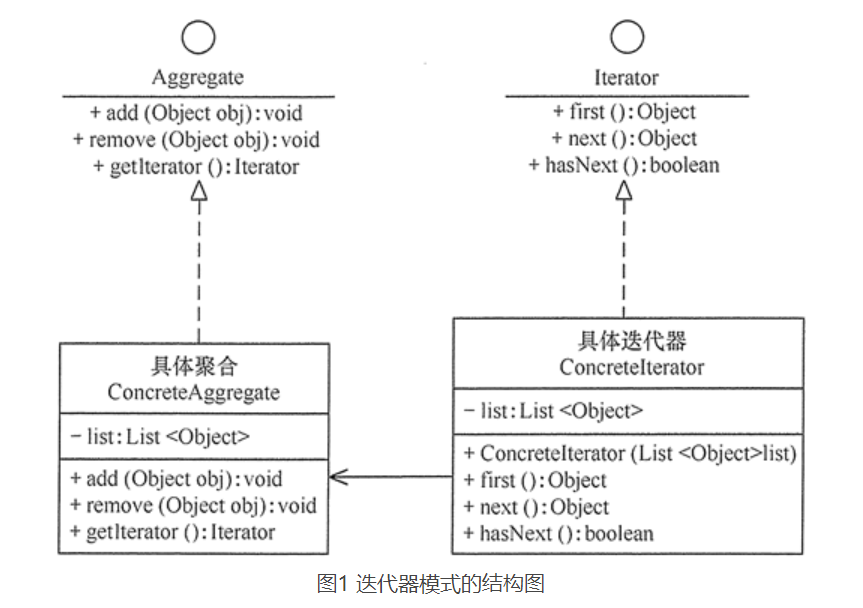 Aggregate
+ add (Object obj) : void
+ remove (Object obj) : void
+ getIterator () : Iterator
Iterator
+ first () : Object
+ next () : Object
+ hasNext () : boolean
具体聚合
ConcreteAggregate
- list : List <Object>
+ add (Object obj) : void
+ remove (Object obj) : void
+ getIterator () : Iterator
具体迭代器
ConcreteIterator
- list : List <Object>
+ ConcreteIterator (List <Object>list)
+ first () : Object
+ next () : Object
+ hasNext () : boolean
图1 迭代器模式的结构图